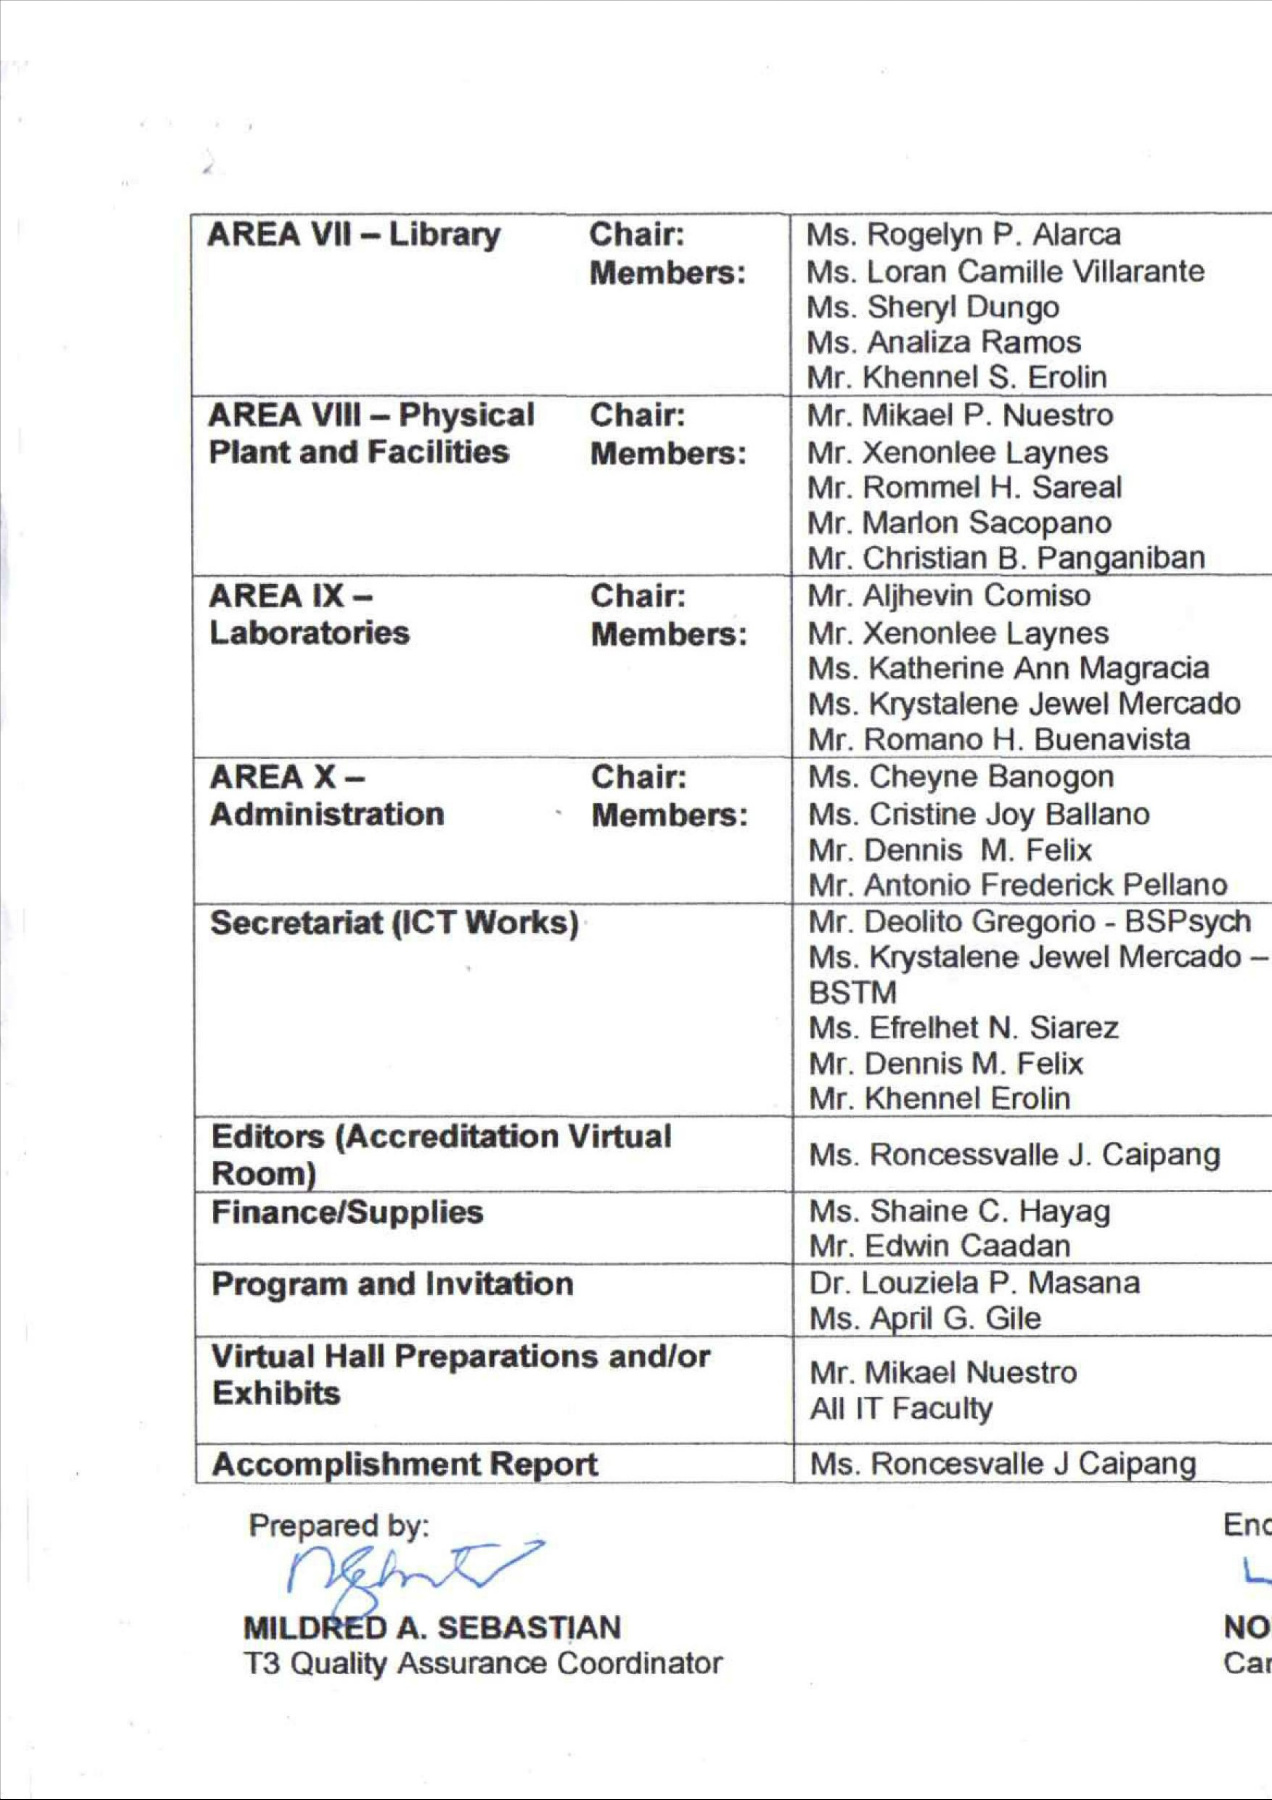 AREA VII – Library Chair: Ms. Rogelyn P. Alarca
Members: Ms. Loran Camille Villarante
Ms. Sheryl Dungo
Ms. Analiza Ramos
Mr. Khennel S. Erolin
AREA VIII – Physical Chair: Mr. Mikael P. Nuestro
Plant and Facilities Members: Mr. Xenonlee Laynes
Mr. Rommel H. Sareal
Mr. Marlon Sacopano
Mr. Christian B. Panganiban
AREA IX – Chair: Mr. Aljhevin Comiso
Laboratories Members: Mr. Xenonlee Laynes
Ms. Katherine Ann Magracia
Ms. Krystalene Jewel Mercado
Mr. Romano H. Buenavista
AREA X – Chair: Ms. Cheyne Banogon
Administration Members: Ms. Cristine Joy Ballano
Mr. Dennis M. Felix
Mr. Antonio Frederick Pellano
Secretariat (ICT Works) Mr. Deolito Gregorio - BSPsych
Ms. Krystalene Jewel Mercado –
BSTM
Ms. Efrelhet N. Siarez
Mr. Dennis M. Felix
Mr. Khennel Erolin
Editors (Accreditation Virtual
Room)
Ms. Roncessvalle J. Caipang
Finance/Supplies Ms. Shaine C. Hayag
Mr. Edwin Caadan
Program and Invitation Dr. Louziela P. Masana
Ms. April G. Gile
Virtual Hall Preparations and/or
Exhibits
Mr. Mikael Nuestro
All IT Faculty
Accomplishment Report Ms. Roncesvalle J Caipang
Prepared by:
MILDRED A. SEBASTIAN
T3 Quality Assurance Coordinator